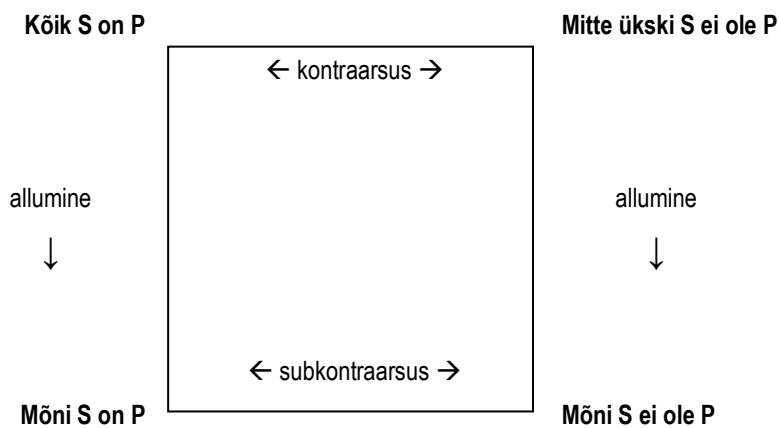 Kõik S on P
Mitte ükski S ei ole P
← kontraarsus →
allumine
allumine
↓
↓
← subkontraarsus →
Mõni S on P
Mõni S ei ole P